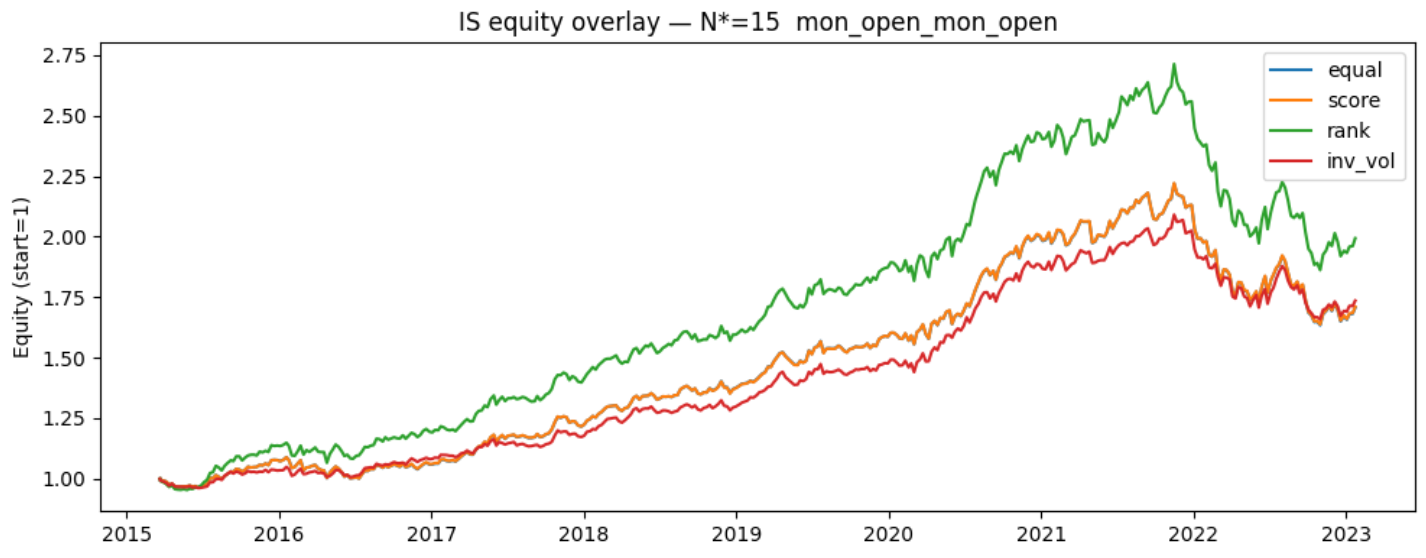 IS equity overlay — N*=15 mon_open_mon_open
Equity (start=1)
2.75
2.50
2.25
2.00
1.75
1.50
1.25
1.00
equal
score
rank
inv_vol
2015 2016 2017 2018 2019 2020 2021 2022 2023